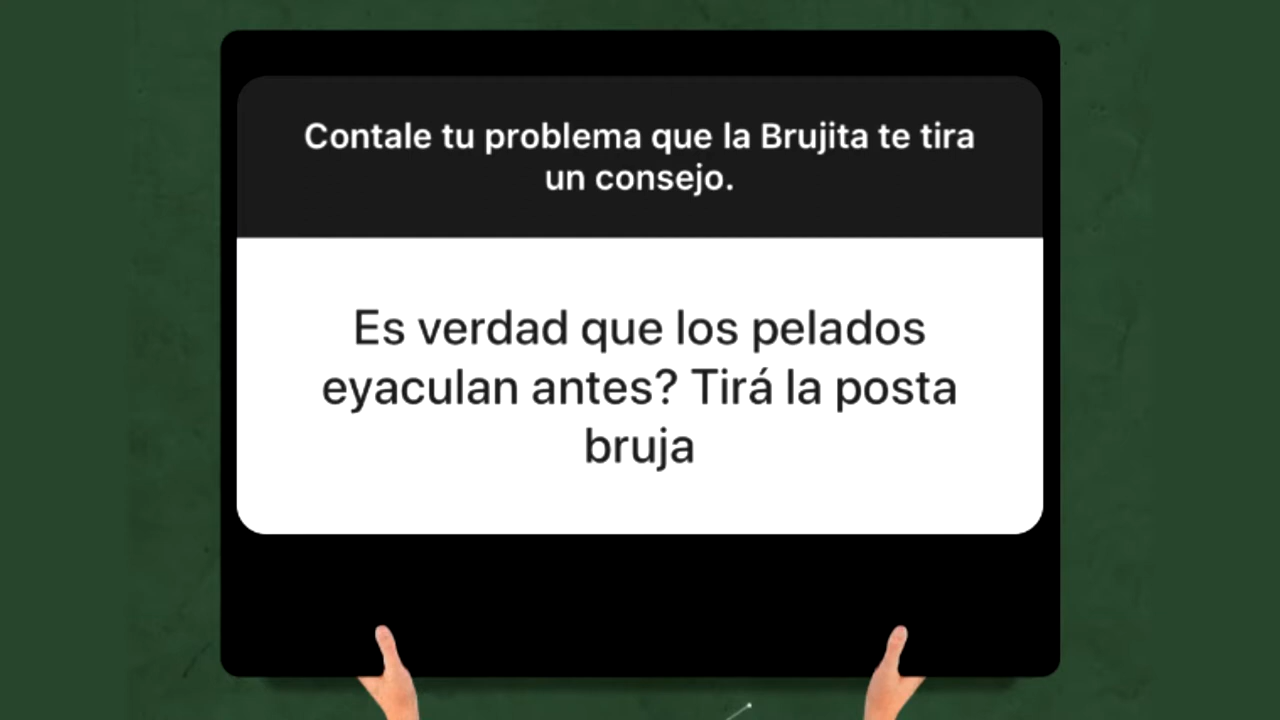 Contale tu problema que la Brujita te tira
un consejo.
Es verdad que los pelados
eyaculan antes? Tirá la posta
bruja